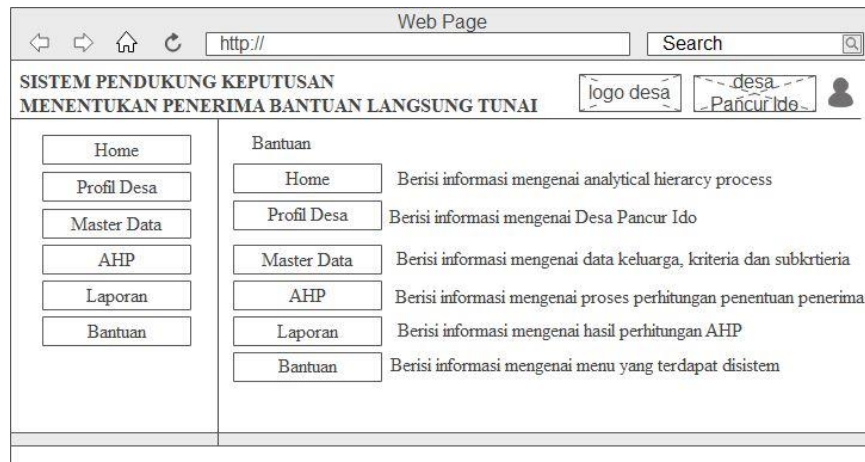 Web Page
http://
Search
SISTEM PENDUKUNG KEPUTUSAN
MENENTUKAN PENERIMA BANTUAN LANGSUNG TUNAI
logo desa
desa
Pancur Ido
Home
Profil Desa
Master Data
AHP
Laporan
Bantuan
Bantuan
Home Berisi informasi mengenai analytical hierarcy process
Profil Desa Berisi informasi mengenai Desa Pancur Ido
Master Data Berisi informasi mengenai data keluarga, kriteria dan subkrtieria
AHP Berisi informasi mengenai proses perhitungan penentuan penerima
Laporan Berisi informasi mengenai hasil perhitungan AHP
Bantuan Berisi informasi mengenai menu yang terdapat disistem